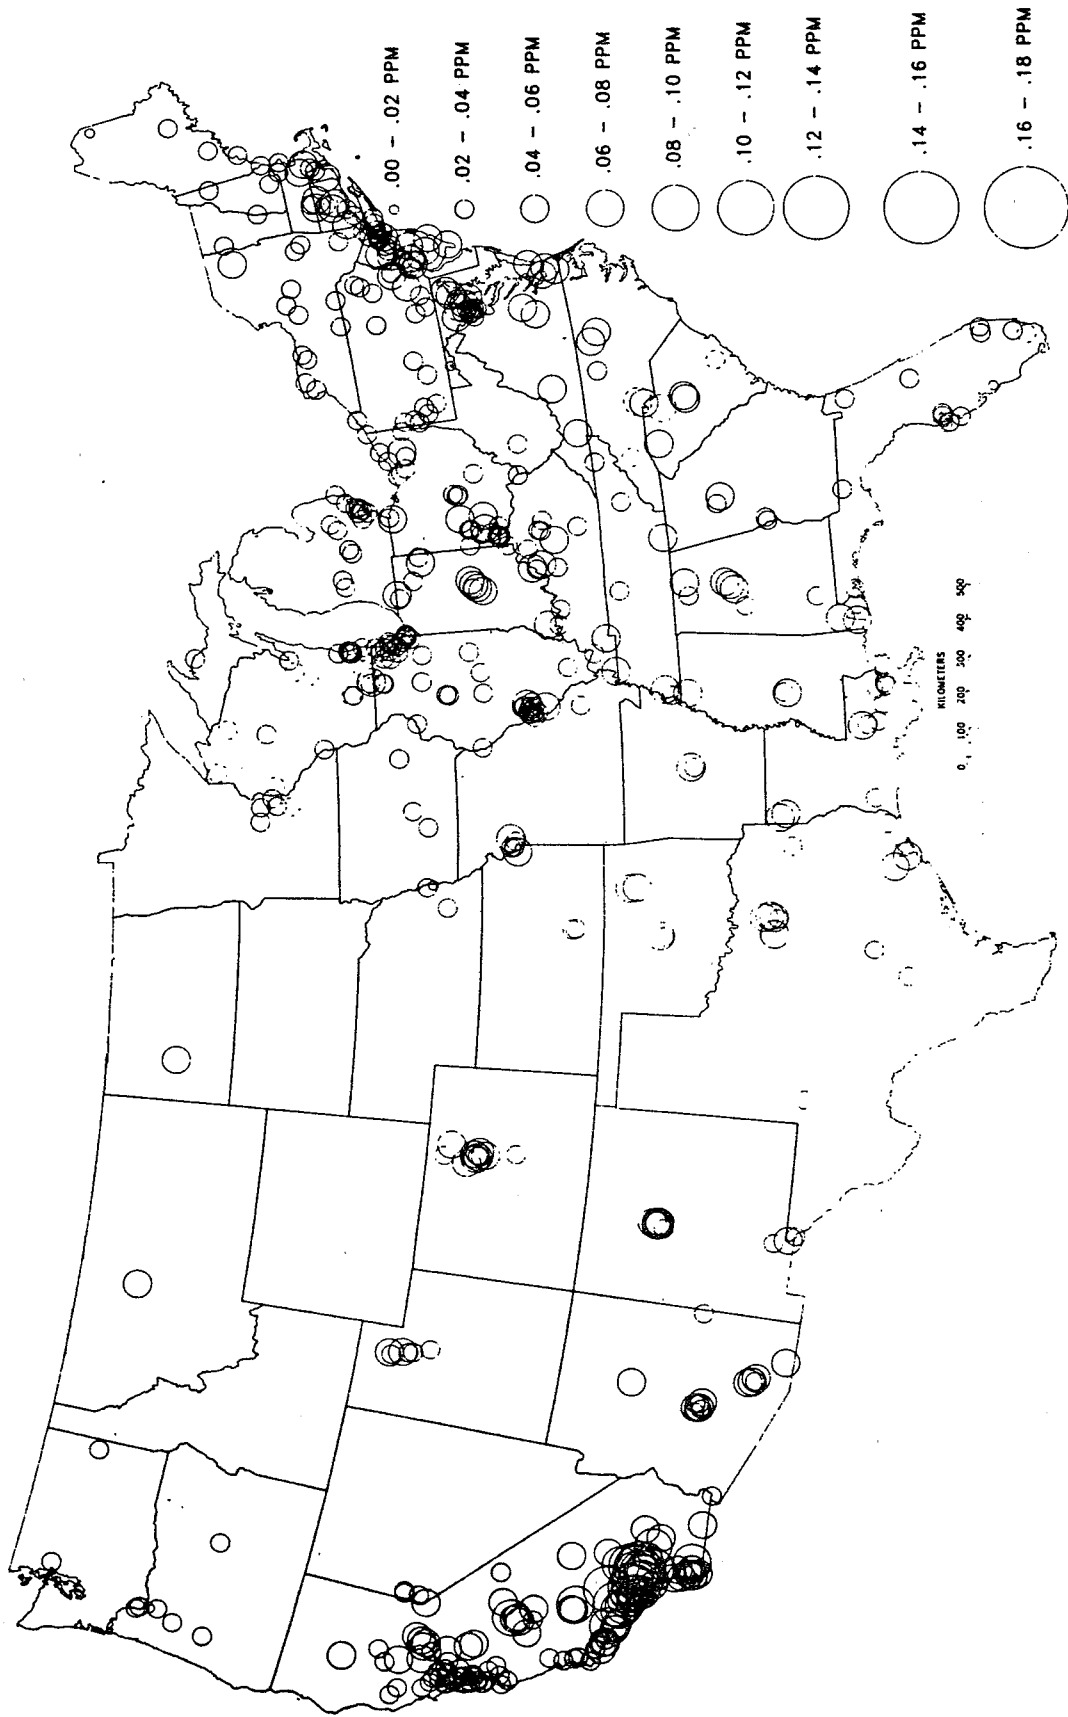 .00 - .02 PPM
.02 - .04 PPM
.04 - .06 PPM
.06 - .08 PPM
.08 - .10 PPM
.10 - .12 PPM
.12 - .14 PPM
.14 - .16 PPM
.16 - .18 PPM
KILOMETERS
0 100 200 300 400 500